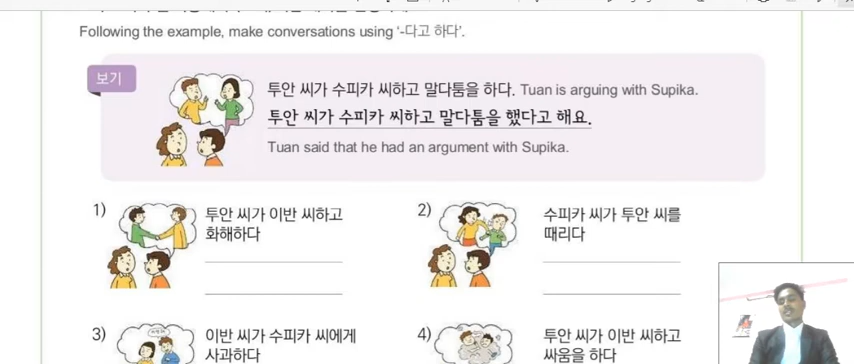 Following the example, make conversations using '-다고 하다'.
보기
투안 씨가 수피카 씨하고 말다툼을 하다. Tuan is arguing with Supika.
투안 씨가 수피카 씨하고 말다툼을 했다고 해요.
Tuan said that he had an argument with Supika.
1) 투안 씨가 이반 씨하고
화해하다
2) 수피카 씨가 투안 씨를
때리다
3) 이반 씨가 수피카 씨에게
사과하다
4) 투안 씨가 이반 씨하고
싸움을 하다